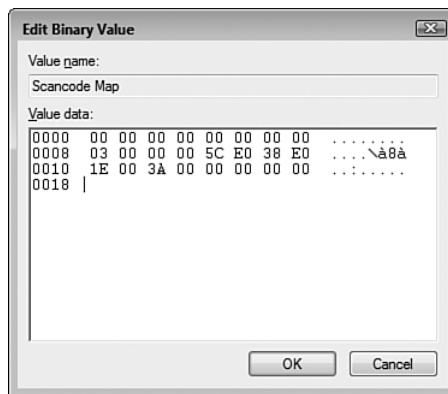 Edit Binary Value
Value name:
Scancode Map
Value data:
0000 00 00 00 00 00 00 00 00 ........
0008 03 00 00 00 5C E0 38 E0 ....\à8à
0010 1E 00 3A 00 00 00 00 00 ..:.....
0018
OK Cancel